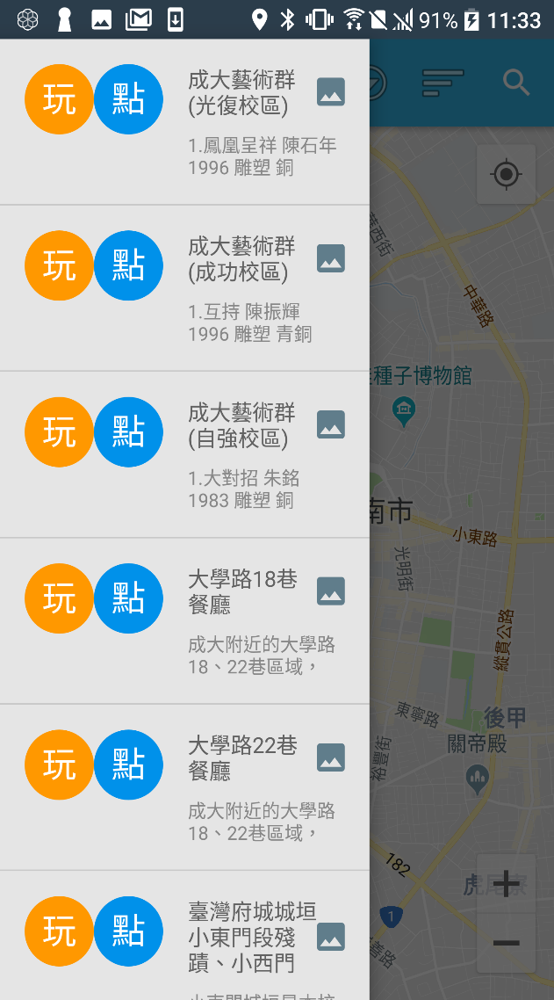 91% 11:33
玩 點
成大藝術群
(光復校區)
1.鳳凰呈祥 陳石年
1996 雕塑 銅
玩 點
成大藝術群
(成功校區)
1.互持 陳振輝
1996 雕塑 青銅
玩 點
成大藝術群
(自強校區)
1.大對招 朱銘
1983 雕塑 銅
玩 點
大學路18巷
餐廳
成大附近的大學路
18、22巷區域，
玩 點
大學路22巷
餐廳
成大附近的大學路
18、22巷區域，
玩 點
臺灣府城城垣
小東門段殘
蹟、小西門
華西街
中華路
種子博物館
南市
小東路
光明街
縱貫公路
東寧路
後甲
關帝殿
裕豐街
182
虎尾寮
1
善路